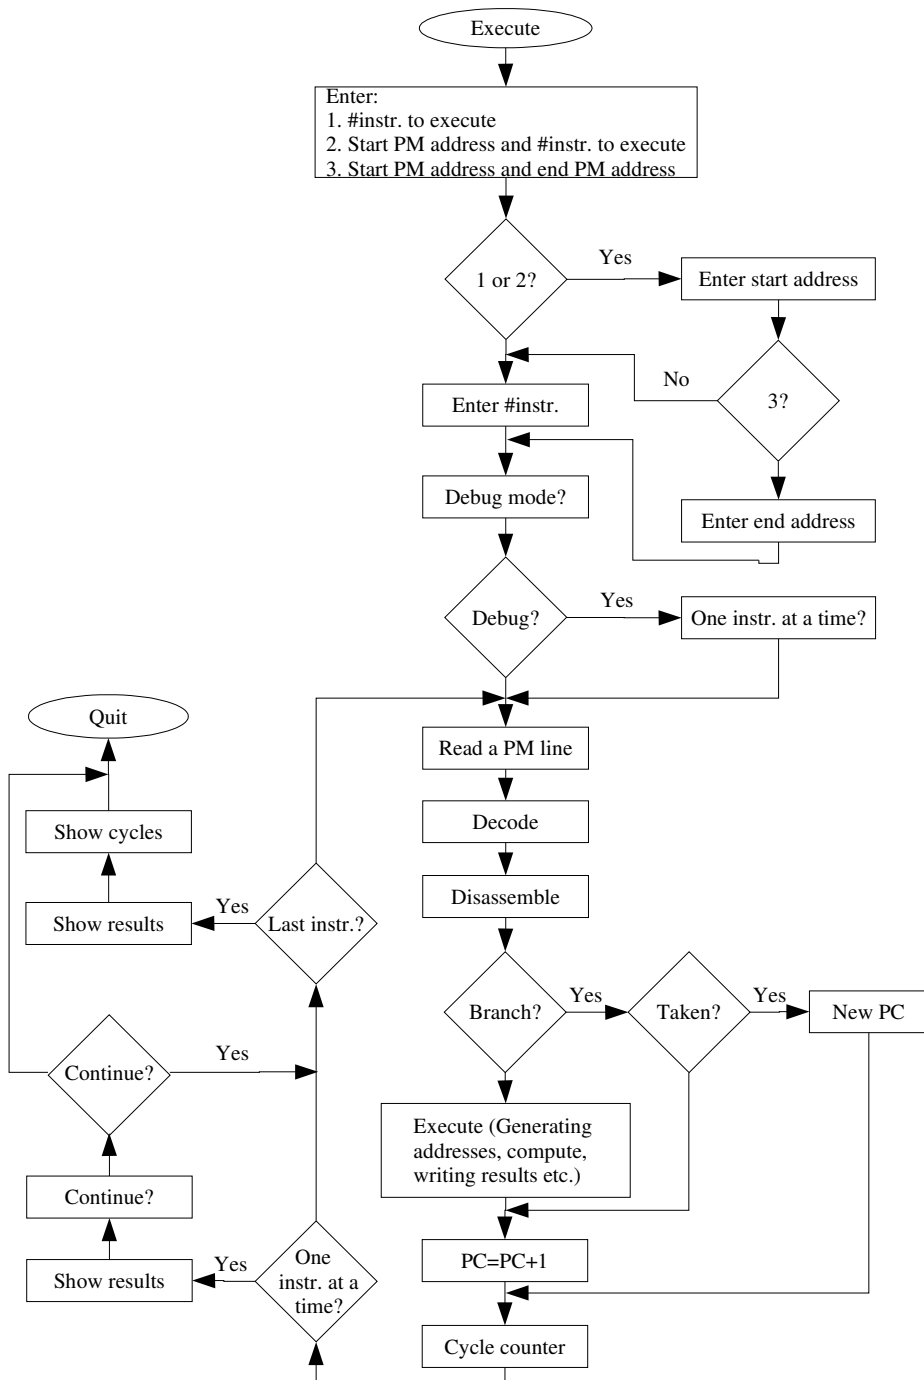 Execute
Enter:
1. #instr. to execute
2. Start PM address and #instr. to execute
3. Start PM address and end PM address
1 or 2?
Yes
Enter start address
3?
No
Enter #instr.
Debug mode?
Enter end address
Debug?
Yes
One instr. at a time?
Read a PM line
Decode
Disassemble
Branch?
Yes
Taken?
Yes
New PC
Execute (Generating
addresses, compute,
writing results etc.)
PC=PC+1
Cycle counter
One
instr. at a
time?
Yes
Show results
Continue?
Continue?
Yes
Last instr.?
Yes
Show results
Show cycles
Quit